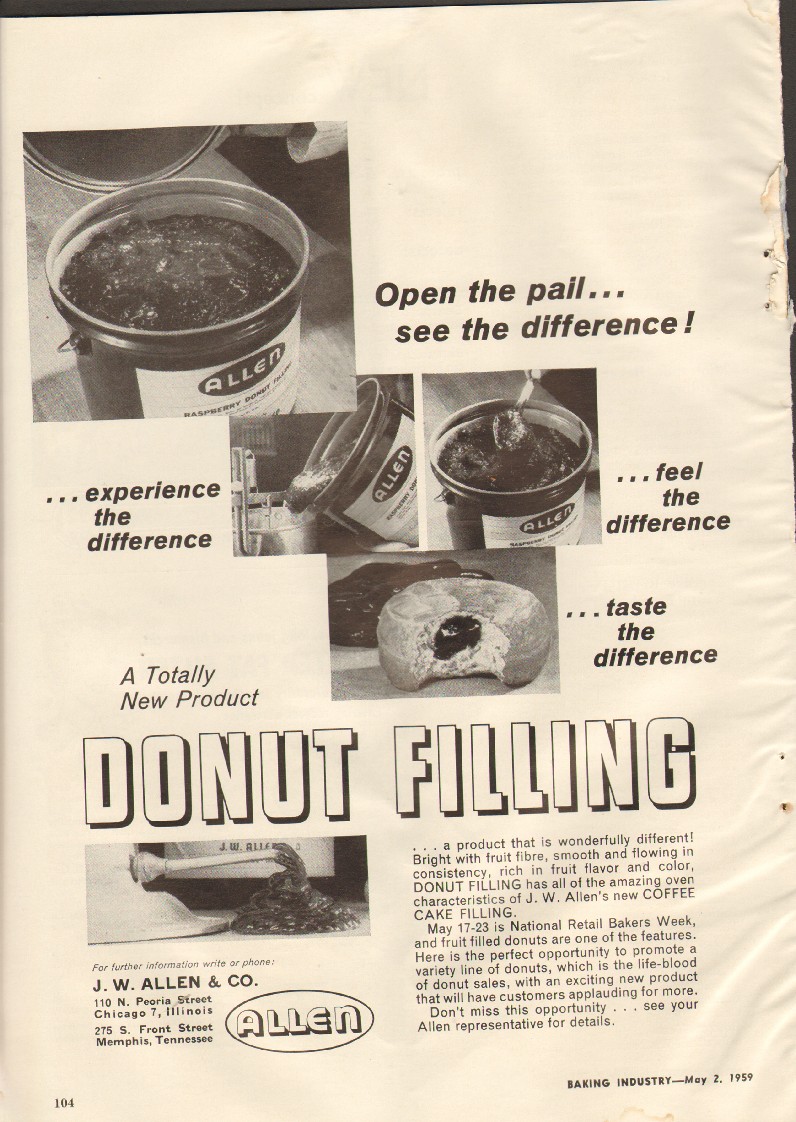 Open the pail...
see the difference!
ALLEN
RASPBERRY DONUT FILLING
...experience
the
difference
ALLEN
RASPBERRY
ALLEN
RASPBERRY
...feel
the
difference
...taste
the
difference
A Totally
New Product
DONUT FILLING
J. W. ALLEN
... a product that is wonderfully different!
Bright with fruit fibre, smooth and flowing in
consistency, rich in fruit flavor and color,
DONUT FILLING has all of the amazing oven
characteristics of J. W. Allen's new COFFEE
CAKE FILLING.
May 17-23 is National Retail Bakers Week,
and fruit filled donuts are one of the features.
Here is the perfect opportunity to promote a
variety line of donuts, which is the life-blood
of donut sales, with an exciting new product
that will have customers applauding for more.
Don't miss this opportunity ... see your
Allen representative for details.
For further information write or phone:
J. W. ALLEN & CO.
110 N. Peoria Street
Chicago 7, Illinois
275 S. Front Street
Memphis, Tennessee
ALLEN
BAKING INDUSTRY—May 2, 1959
104